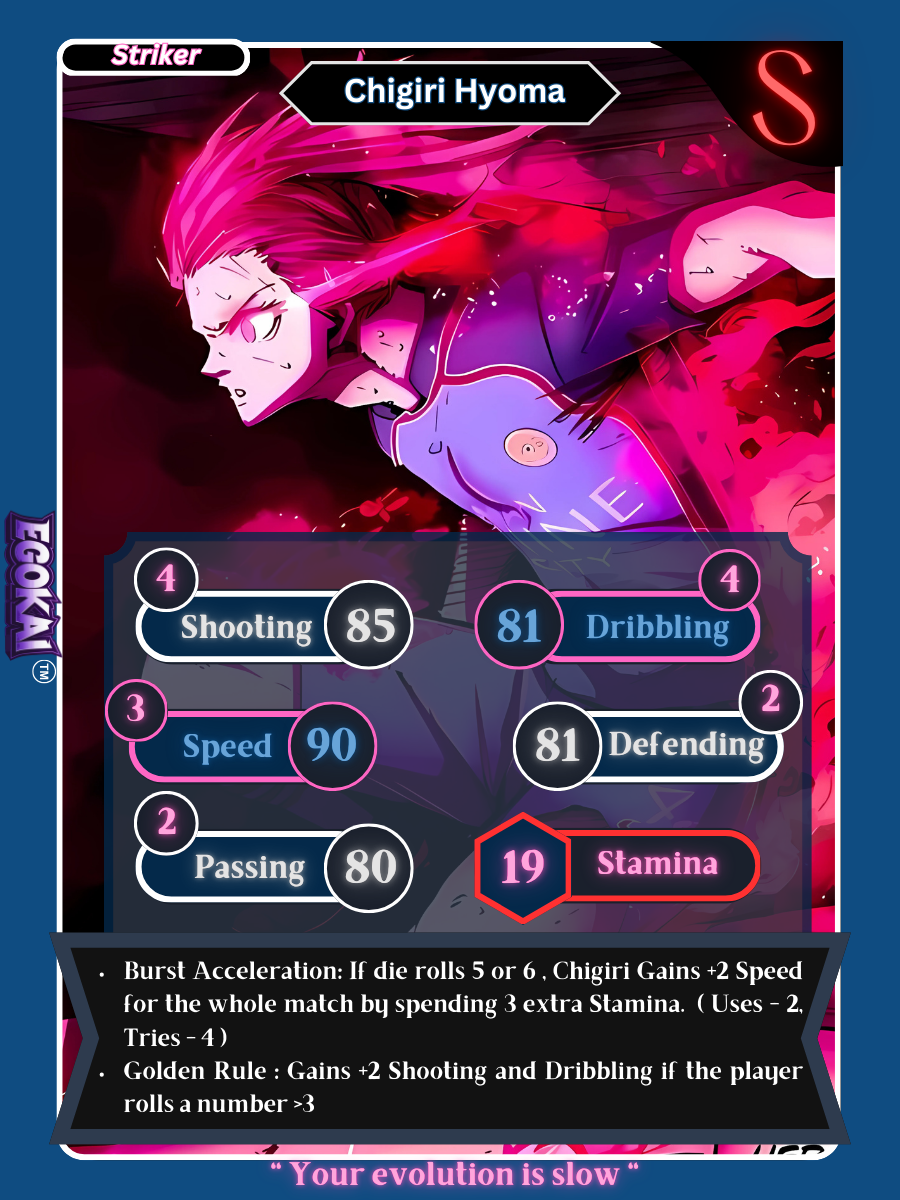 Striker
Chigiri Hyoma
S
EGOKAI
TM
4
Shooting 85
4
81 Dribbling
3
Speed 90
2
81 Defending
2
Passing 80
19 Stamina
• Burst Acceleration: If die rolls 5 or 6 , Chigiri Gains +2 Speed
for the whole match by spending 3 extra Stamina. ( Uses - 2,
Tries - 4 )
• Golden Rule : Gains +2 Shooting and Dribbling if the player
rolls a number >3
“ Your evolution is slow “